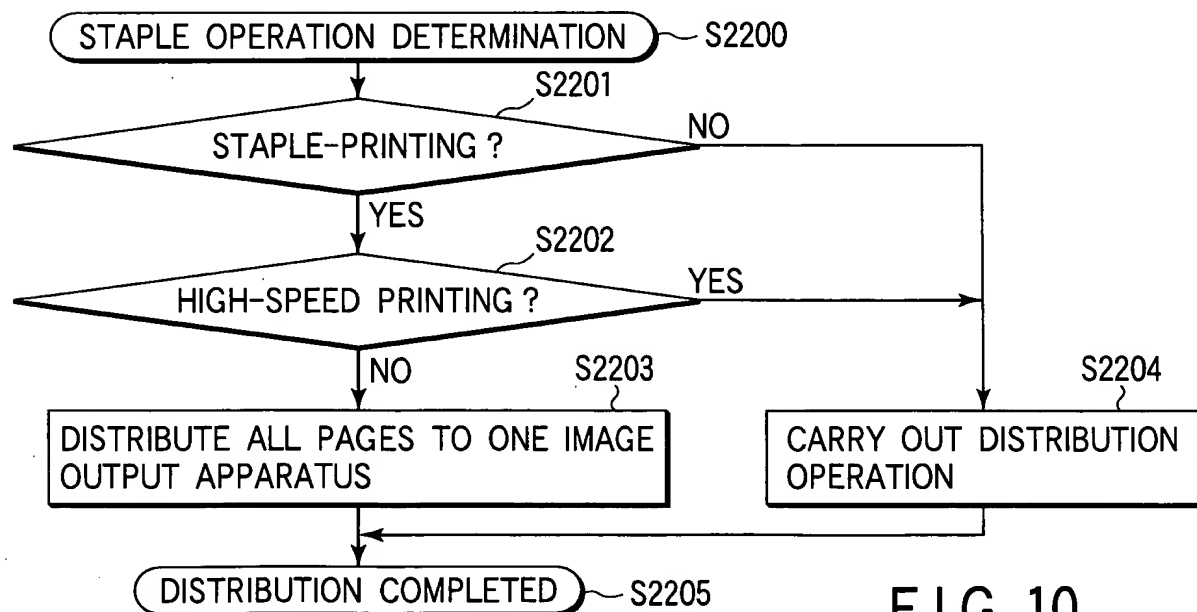 STAPLE OPERATION DETERMINATION
S2200
S2201
STAPLE-PRINTING ?
NO
YES
S2202
HIGH-SPEED PRINTING ?
YES
NO
S2203
DISTRIBUTE ALL PAGES TO ONE IMAGE
OUTPUT APPARATUS
S2204
CARRY OUT DISTRIBUTION
OPERATION
DISTRIBUTION COMPLETED
S2205
FIG. 10